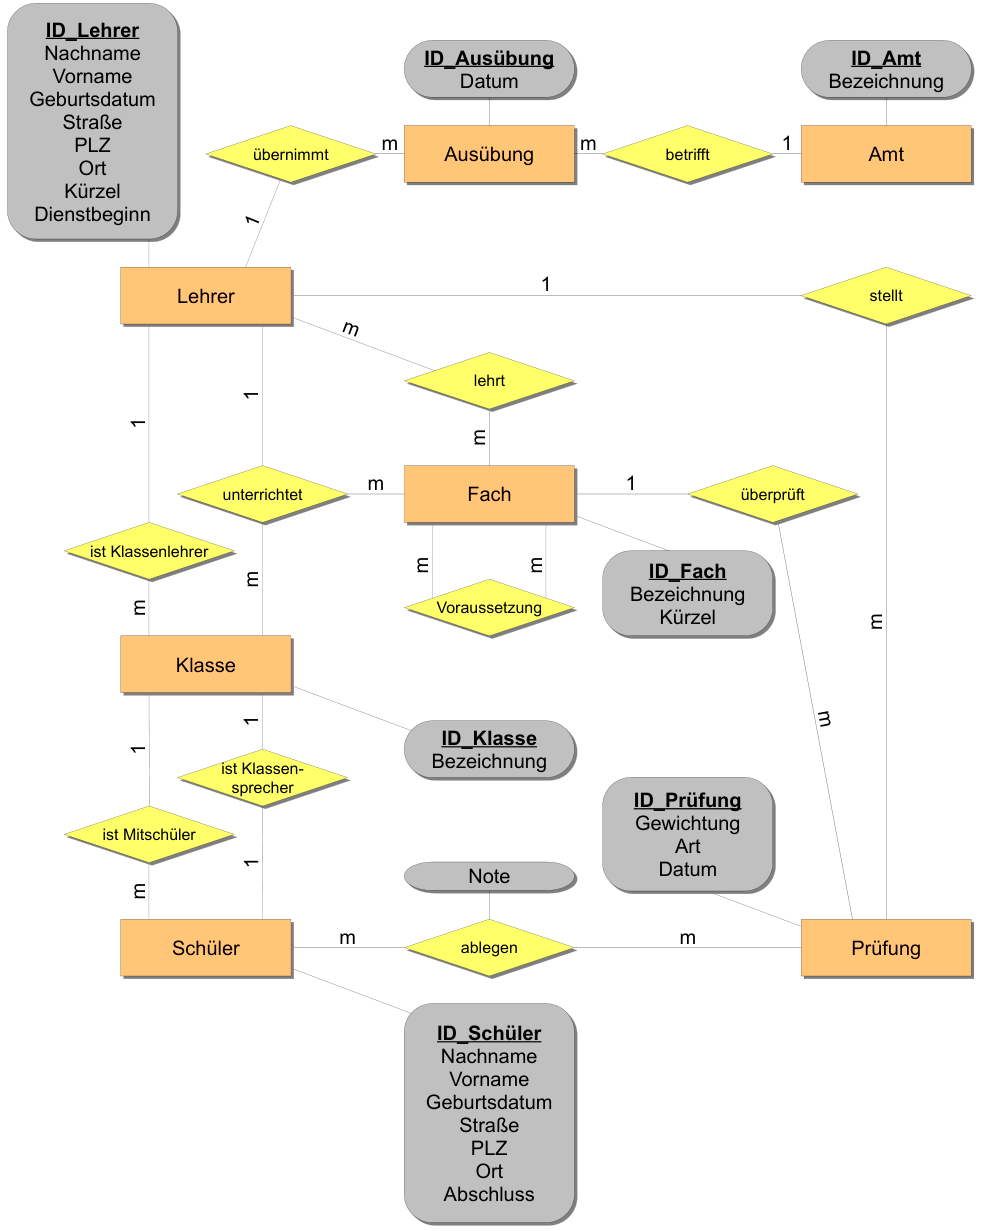 ID_Lehrer
Nachname
Vorname
Geburtsdatum
Straße
PLZ
Ort
Kürzel
Dienstbeginn
ID_Ausübung
Datum
ID_Amt
Bezeichnung
übernimmt
m
Ausübung
m
betrifft
1
Amt
1
Lehrer
1
stellt
m
lehrt
1
1
m
unterrichtet
m
Fach
1
überprüft
ist Klassenlehrer
m
m
m
m
Voraussetzung
ID_Fach
Bezeichnung
Kürzel
m
m
Klasse
m
1
1
ID_Klasse
Bezeichnung
ist Klassen-
sprecher
ist Mitschüler
ID_Prüfung
Gewichtung
Art
Datum
m
1
Note
Schüler
m
ablegen
m
Prüfung
ID_Schüler
Nachname
Vorname
Geburtsdatum
Straße
PLZ
Ort
Abschluss